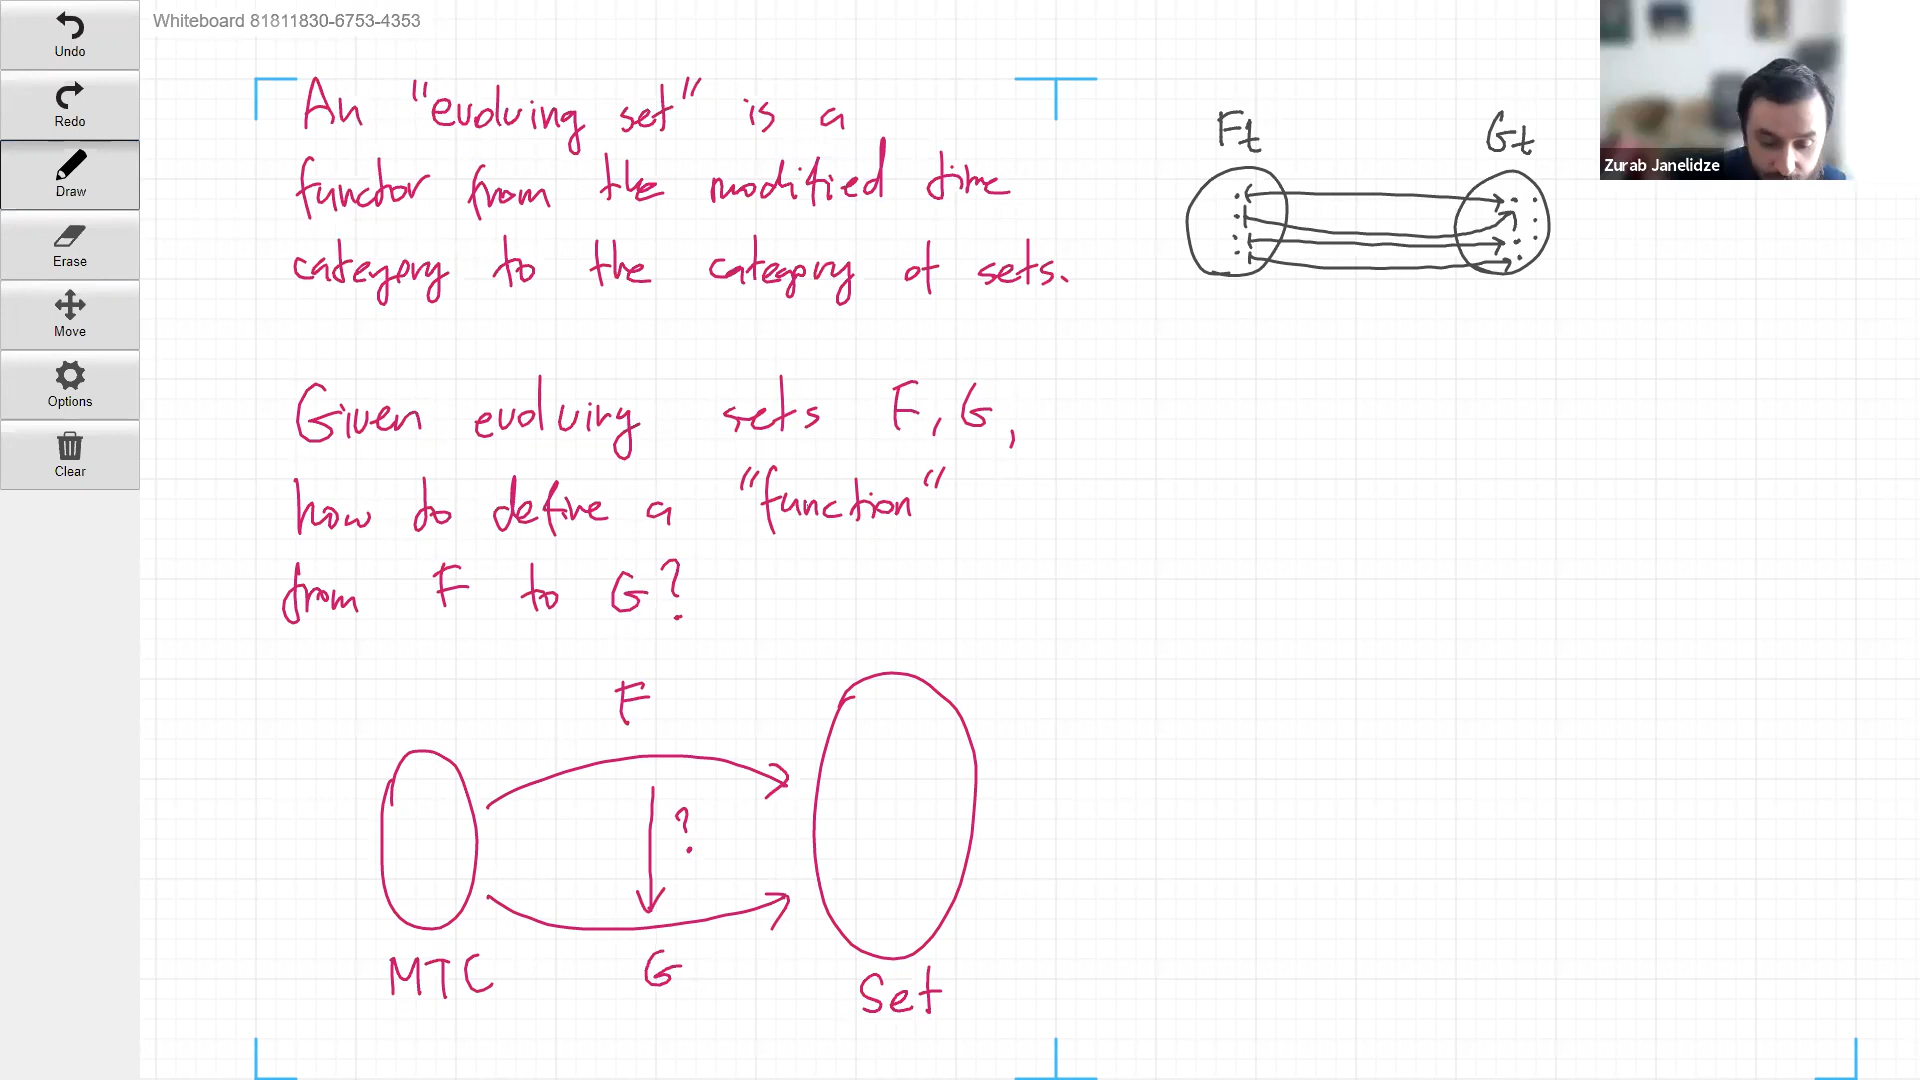 Whiteboard 81811830-6753-4353
Undo
Redo
Draw
Erase
Move
Options
Clear
An "evolving set" is a
functor from the modified time
category to the category of sets.
Given evolving sets F, G,
how to define a "function"
from F to G?
F
?
G
MTC
Set
Ft
Gt
Zurab Janelidze